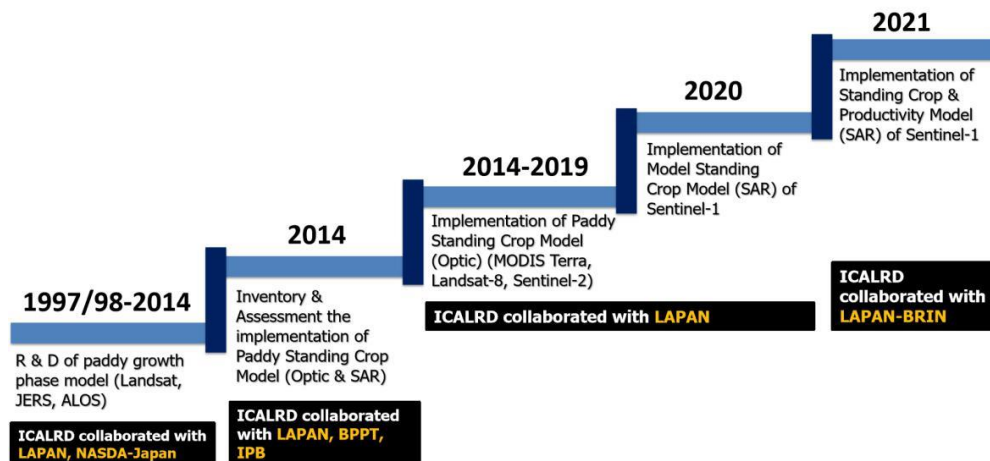 1997/98-2014
R & D of paddy growth
phase model (Landsat,
JERS, ALOS)
ICALRD collaborated with
LAPAN, NASDA-Japan
2014
Inventory &
Assessment the
implementation of
Paddy Standing Crop
Model (Optic & SAR)
ICALRD collaborated
with LAPAN, BPPT,
IPB
2014-2019
Implementation of Paddy
Standing Crop Model
(Optic) (MODIS Terra,
Landsat-8, Sentinel-2)
ICALRD collaborated with LAPAN
2020
Implementation of
Model Standing
Crop Model (SAR) of
Sentinel-1
2021
Implementation of
Standing Crop &
Productivity Model
(SAR) of Sentinel-1
ICALRD
collaborated with
LAPAN-BRIN